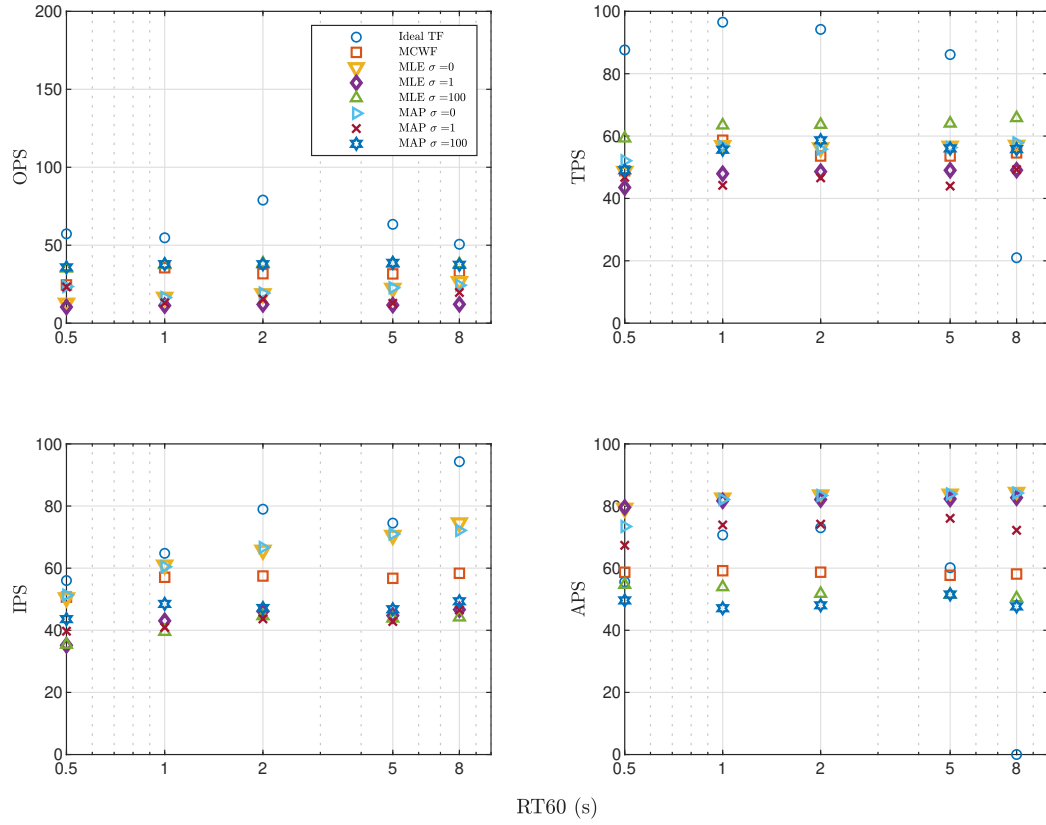 200
150
100
50
0
OPS
0.5 1 2 5 8
Ideal TF
MCWF
MLE σ =0
MLE σ =1
MLE σ =100
MAP σ =0
MAP σ =1
MAP σ =100
100
80
60
40
20
0
TPS
0.5 1 2 5 8
100
80
60
40
20
0
IPS
0.5 1 2 5 8
100
80
60
40
20
0
APS
0.5 1 2 5 8
RT60 (s)